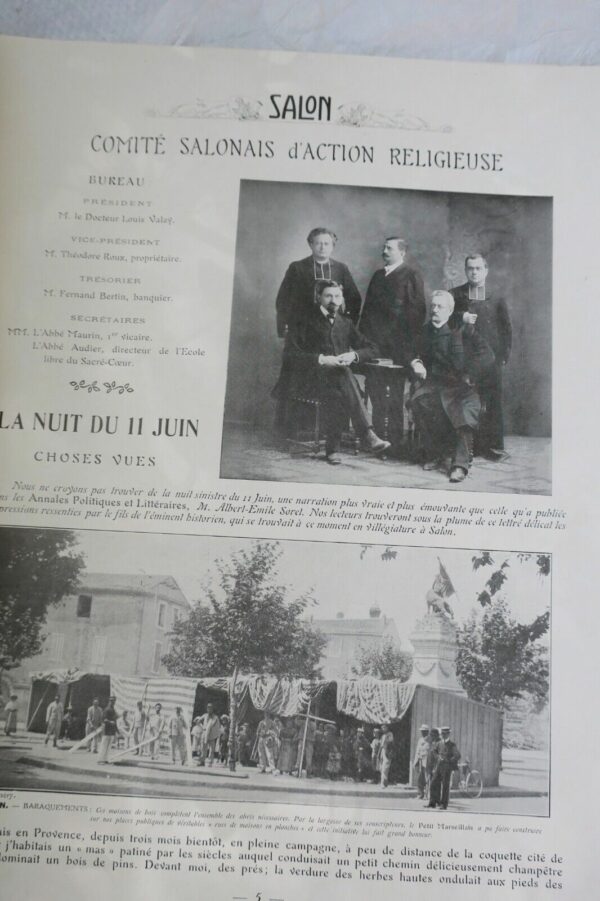 SALON
COMITÉ SALONAIS d'ACTION RELIGIEUSE
BUREAU
PRÉSIDENT
M. le Docteur Louis Valay.
VICE-PRÉSIDENT
M. Théodore Roux, propriétaire.
TRÉSORIER
M. Fernand Bertin, banquier.
SECRÉTAIRES
MM. L'Abbé Maurin, 1er vicaire.
L'Abbé Audier, directeur de l'Ecole
libre du Sacré-Cœur.
LA NUIT DU 11 JUIN
CHOSES VUES
Nous ne croyons pas trouver de la nuit sinistre du 11 Juin, une narration plus vraie et plus émouvante que celle qu'a publiée
ns les Annales Politiques et Littéraires, M. Albert-Emile Sorel. Nos lecteurs trouveront sous la plume de ce lettré délicat les
pressions ressenties par le fils de l'éminent historien, qui se trouvait à ce moment en villégiature à Salon.
N. — BARAQUEMENTS : Ces maisons de bois complètent l'ensemble des abris nécessaires. Par la largesse de ses souscripteurs, le Petit Marseillais a pu faire construire
sur nos places publiques de véritables « rues de maisons en planches » et cette initiative lui fait grand honneur.
is en Provence, depuis trois mois bientôt, en pleine campagne, à peu de distance de la coquette cité de
j'habitais un « mas » patiné par les siècles auquel conduisait un petit chemin délicieusement champêtre
ominait un bois de pins. Devant moi, des prés ; la verdure des herbes hautes ondulait aux pieds des
— 5 —